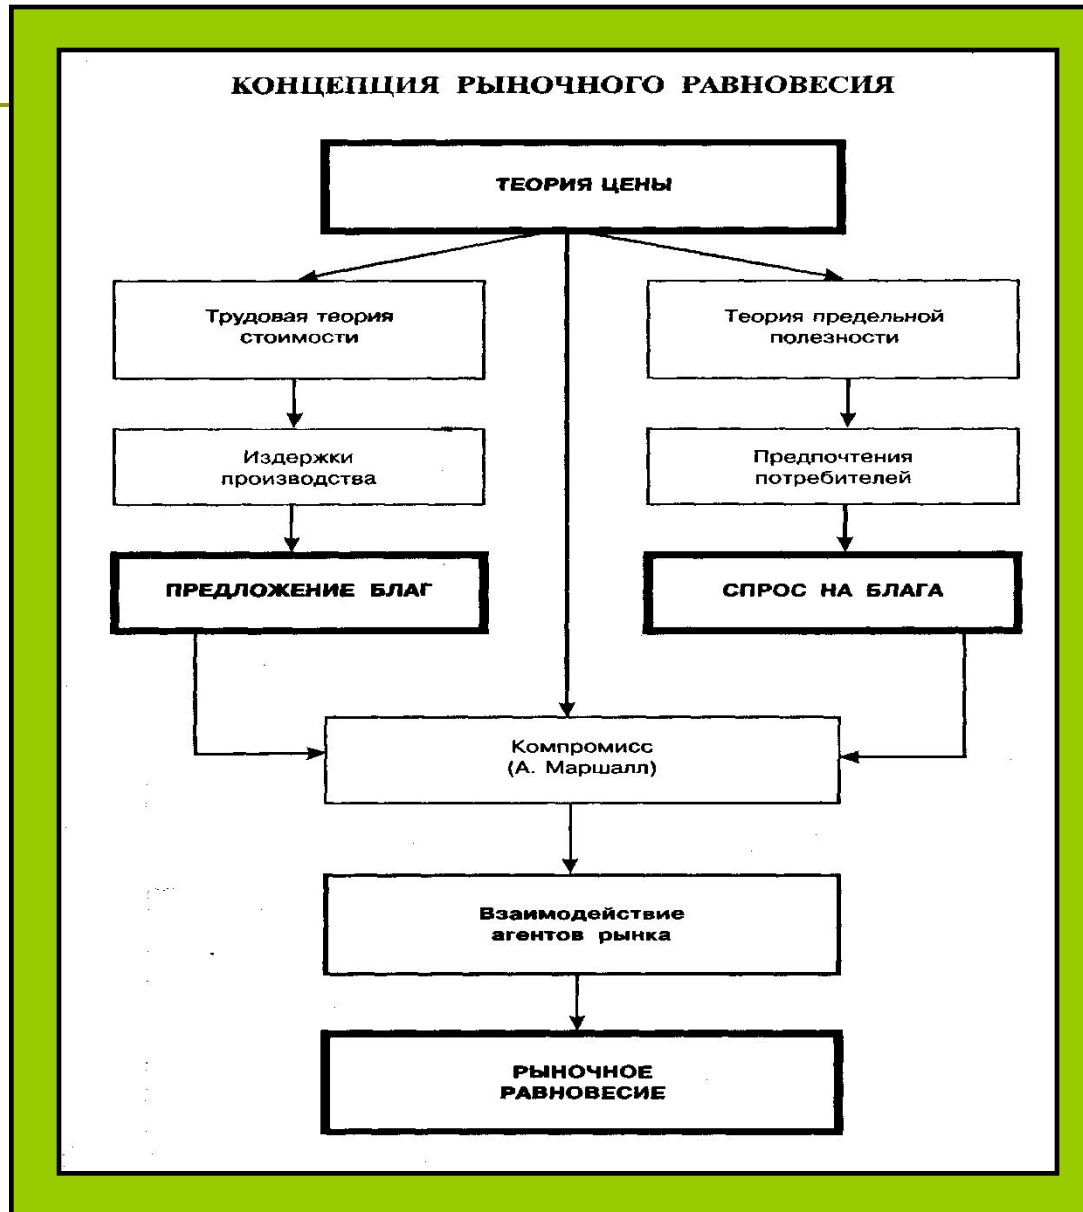 КОНЦЕПЦИЯ РЫНОЧНОГО РАВНОВЕСИЯ
ТЕОРИЯ ЦЕНЫ
Трудовая теория
стоимости
Теория предельной
полезности
Издержки
производства
Предпочтения
потребителей
ПРЕДЛОЖЕНИЕ БЛАГ
СПРОС НА БЛАГА
Компромисс
(А. Маршалл)
Взаимодействие
агентов рынка
РЫНОЧНОЕ
РАВНОВЕСИЕ